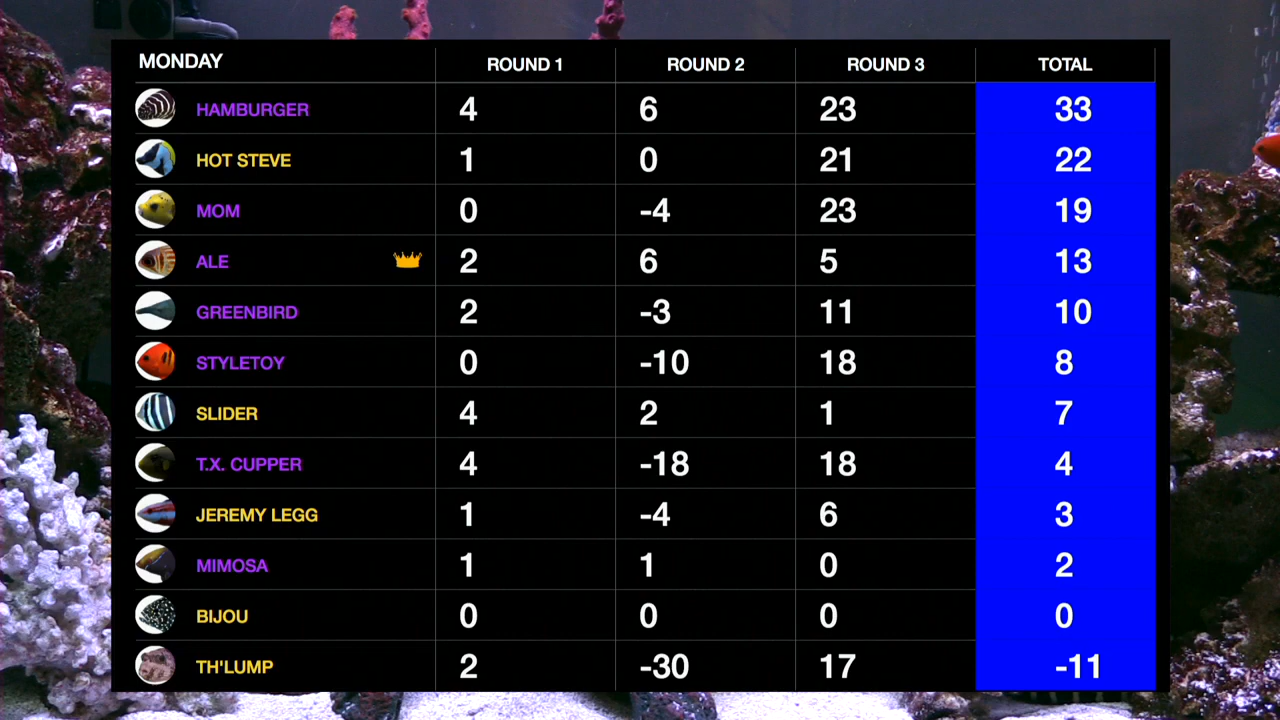 MONDAY ROUND 1 ROUND 2 ROUND 3 TOTAL
HAMBURGER 4 6 23 33
HOT STEVE 1 0 21 22
MOM 0 -4 23 19
ALE 2 6 5 13
GREENBIRD 2 -3 11 10
STYLETOY 0 -10 18 8
SLIDER 4 2 1 7
T.X. CUPPER 4 -18 18 4
JEREMY LEGG 1 -4 6 3
MIMOSA 1 1 0 2
BIJOU 0 0 0 0
TH'LUMP 2 -30 17 -11